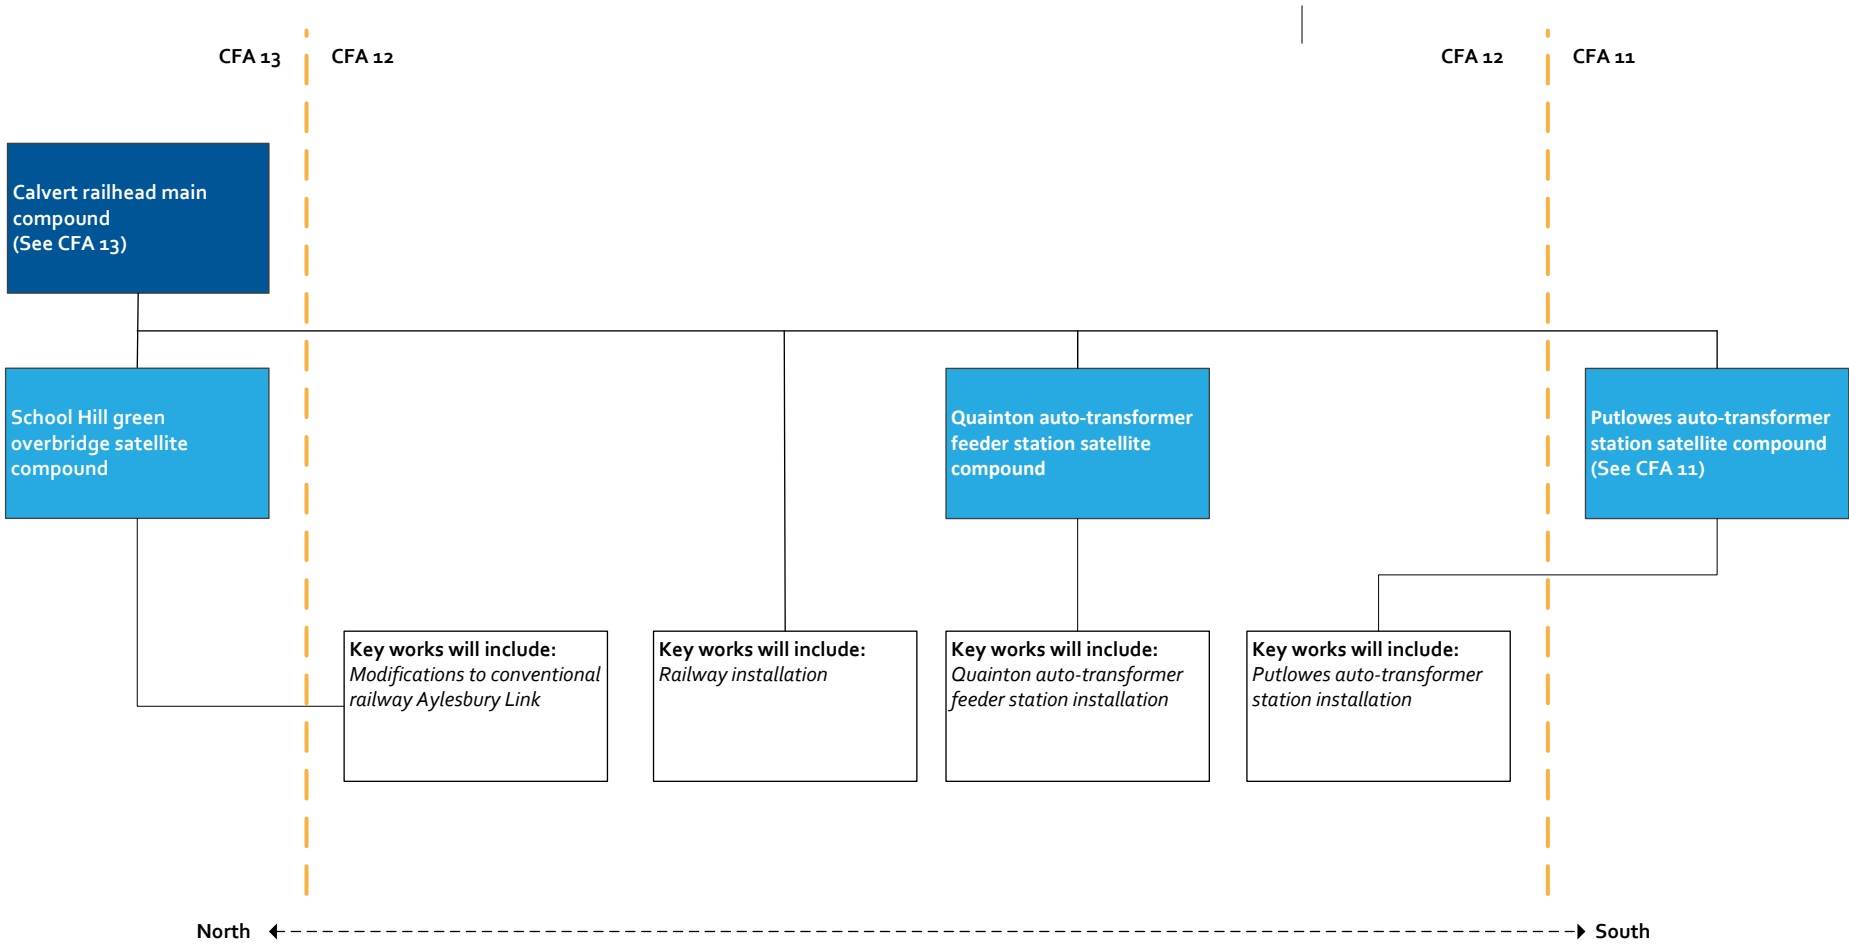 CFA 13
CFA 12
CFA 12
CFA 11
Calvert railhead main
compound
(See CFA 13)
School Hill green
overbridge satellite
compound
Quainton auto-transformer
feeder station satellite
compound
Putlowes auto-transformer
station satellite compound
(See CFA 11)
Key works will include:
Modifications to conventional
railway Aylesbury Link
Key works will include:
Railway installation
Key works will include:
Quainton auto-transformer
feeder station installation
Key works will include:
Putlowes auto-transformer
station installation
North
South